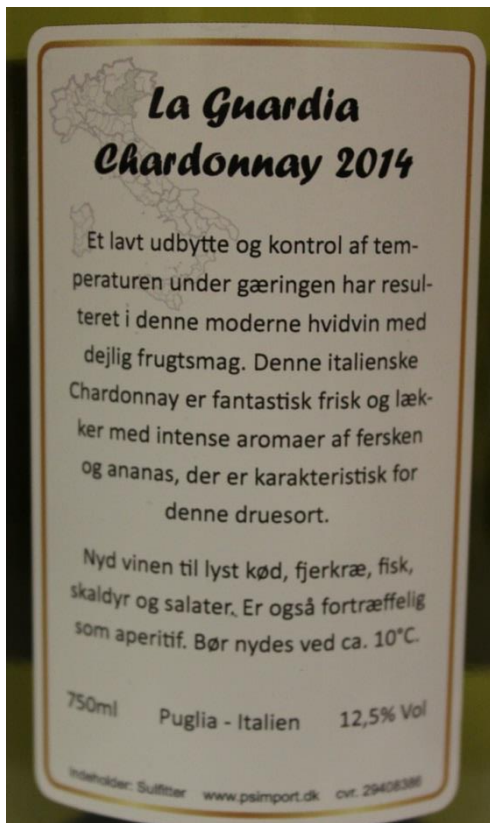 La Guardia
Chardonnay 2014
Et lavt udbytte og kontrol af tem-
peraturen under gæringen har resul-
teret i denne moderne hvidvin med
dejlig frugtsmag. Denne italienske
Chardonnay er fantastisk frisk og læk-
ker med intense aromaer af fersken
og ananas, der er karakteristisk for
denne druesort.
Nyd vinen til lyst kød, fjerkræ, fisk,
skaldyr og salater. Er også fortræffelig
som aperitif. Bør nydes ved ca. 10°C.
750ml Puglia - Italien 12,5% Vol
Indeholder: Sulfitter www.psimport.dk cvr. 29408386